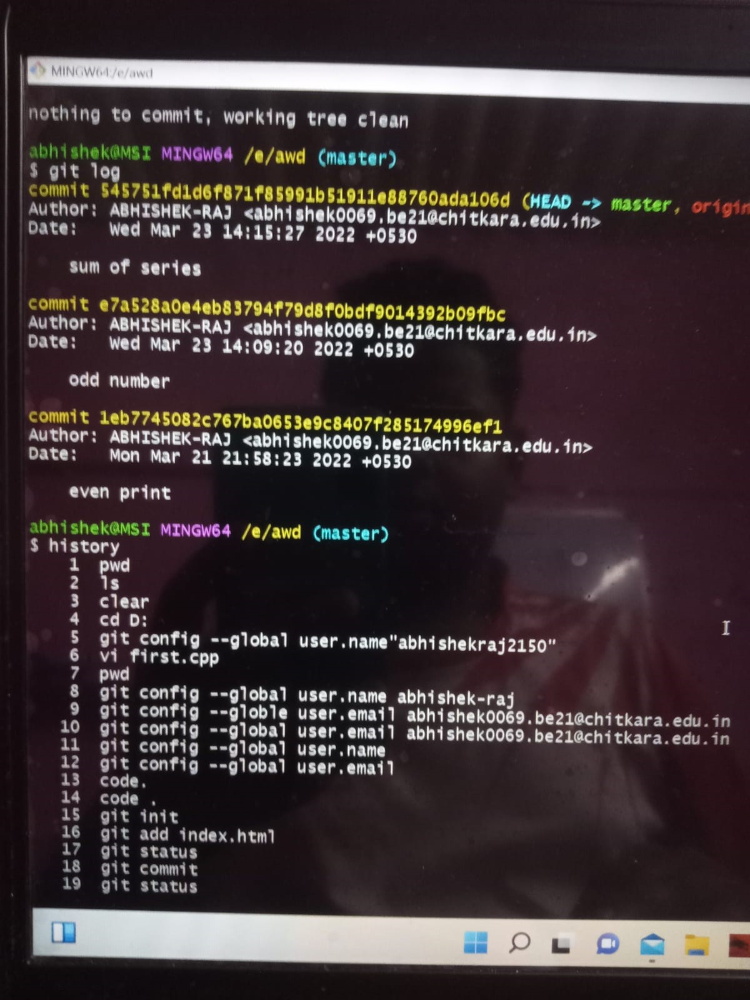 MINGW64:/e/awd
nothing to commit, working tree clean
abhishek@MSI MINGW64 /e/awd (master)
$ git log
commit 545751fd1d6f871f85991b51911e88760ada106d (HEAD -> master, origin
Author: ABHISHEK-RAJ <abhishek0069.be21@chitkara.edu.in>
Date:   Wed Mar 23 14:15:27 2022 +0530
sum of series
commit e7a528a0e4eb83794f79d8f0bdf9014392b09fbc
Author: ABHISHEK-RAJ <abhishek0069.be21@chitkara.edu.in>
Date:   Wed Mar 23 14:09:20 2022 +0530
odd number
commit 1eb7745082c767ba0653e9c8407f285174996ef1
Author: ABHISHEK-RAJ <abhishek0069.be21@chitkara.edu.in>
Date:   Mon Mar 21 21:58:23 2022 +0530
even print
abhishek@MSI MINGW64 /e/awd (master)
$ history
1  pwd
2  ls
3  clear
4  cd D:
5  git config --global user.name"abhishekraj2150"
6  vi first.cpp
7  pwd
8  git config --global user.name abhishek-raj
9  git config --globle user.email abhishek0069.be21@chitkara.edu.in
10  git config --global user.email abhishek0069.be21@chitkara.edu.in
11  git config --global user.name
12  git config --global user.email
13  code.
14  code .
15  git init
16  git add index.html
17  git status
18  git commit
19  git status